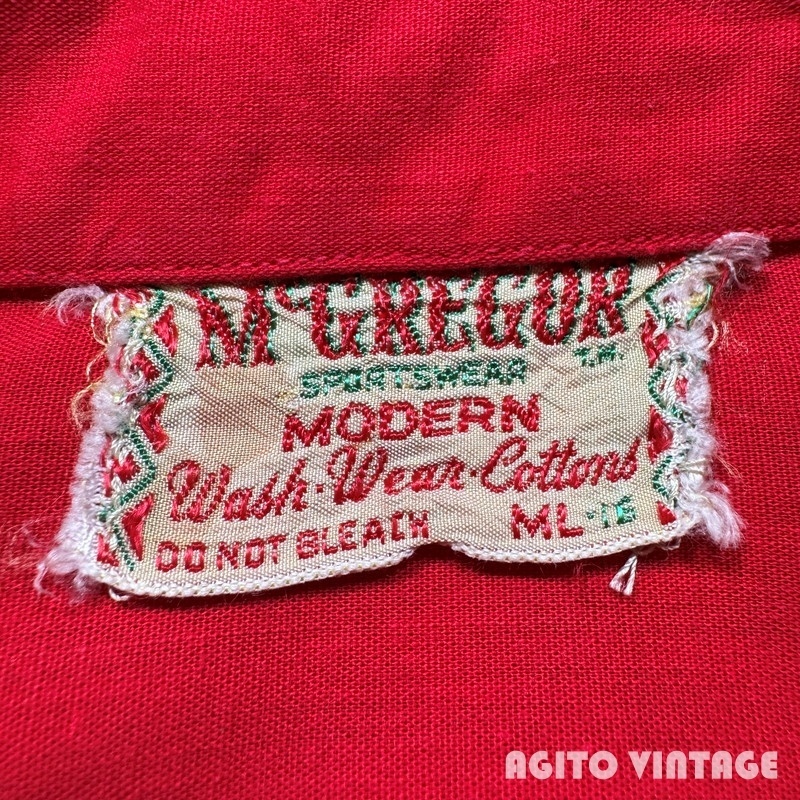 McGREGOR
SPORTSWEAR T.M.
MODERN
Wash·Wear·Cottons
DO NOT BLEACH ML-16
AGITO VINTAGE